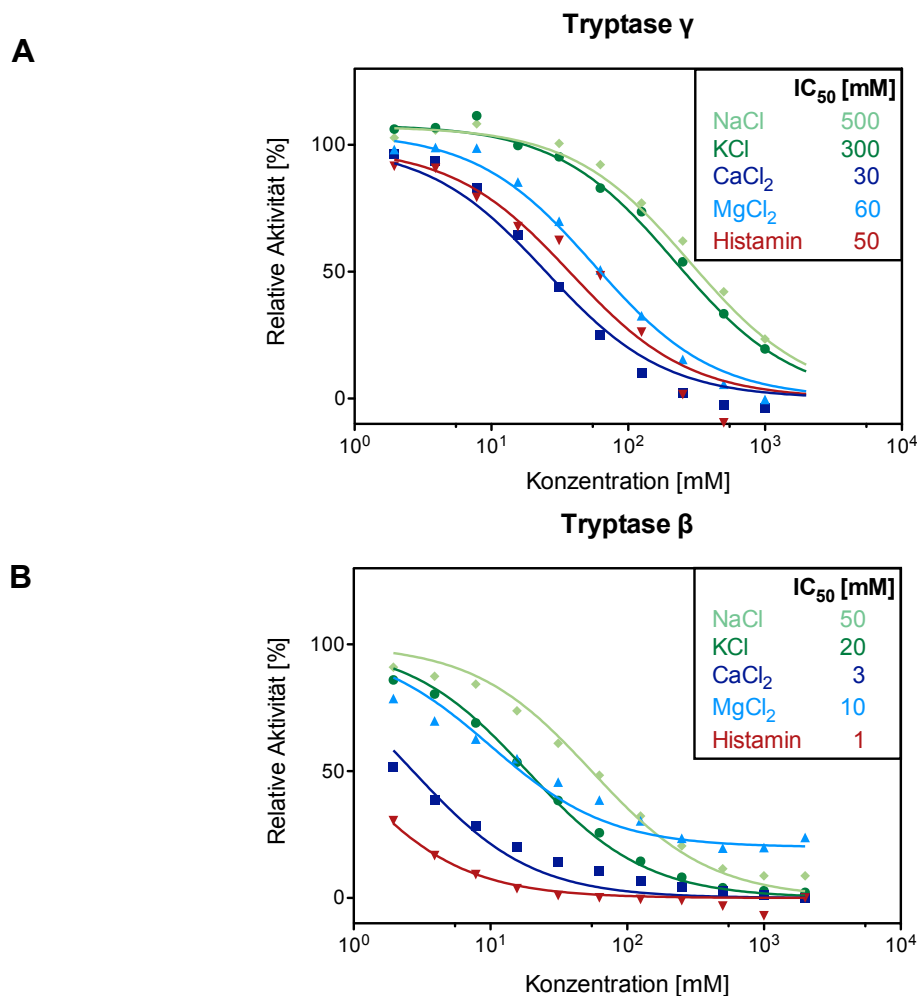 A
Tryptase γ
IC50 [mM]
NaCl 500
KCl 300
CaCl2 30
MgCl2 60
Histamin 50
Relative Aktivität [%]
100
50
0
10^0 10^1 10^2 10^3 10^4
Konzentration [mM]
B
Tryptase β
IC50 [mM]
NaCl 50
KCl 20
CaCl2 3
MgCl2 10
Histamin 1
Relative Aktivität [%]
100
50
0
10^0 10^1 10^2 10^3 10^4
Konzentration [mM]